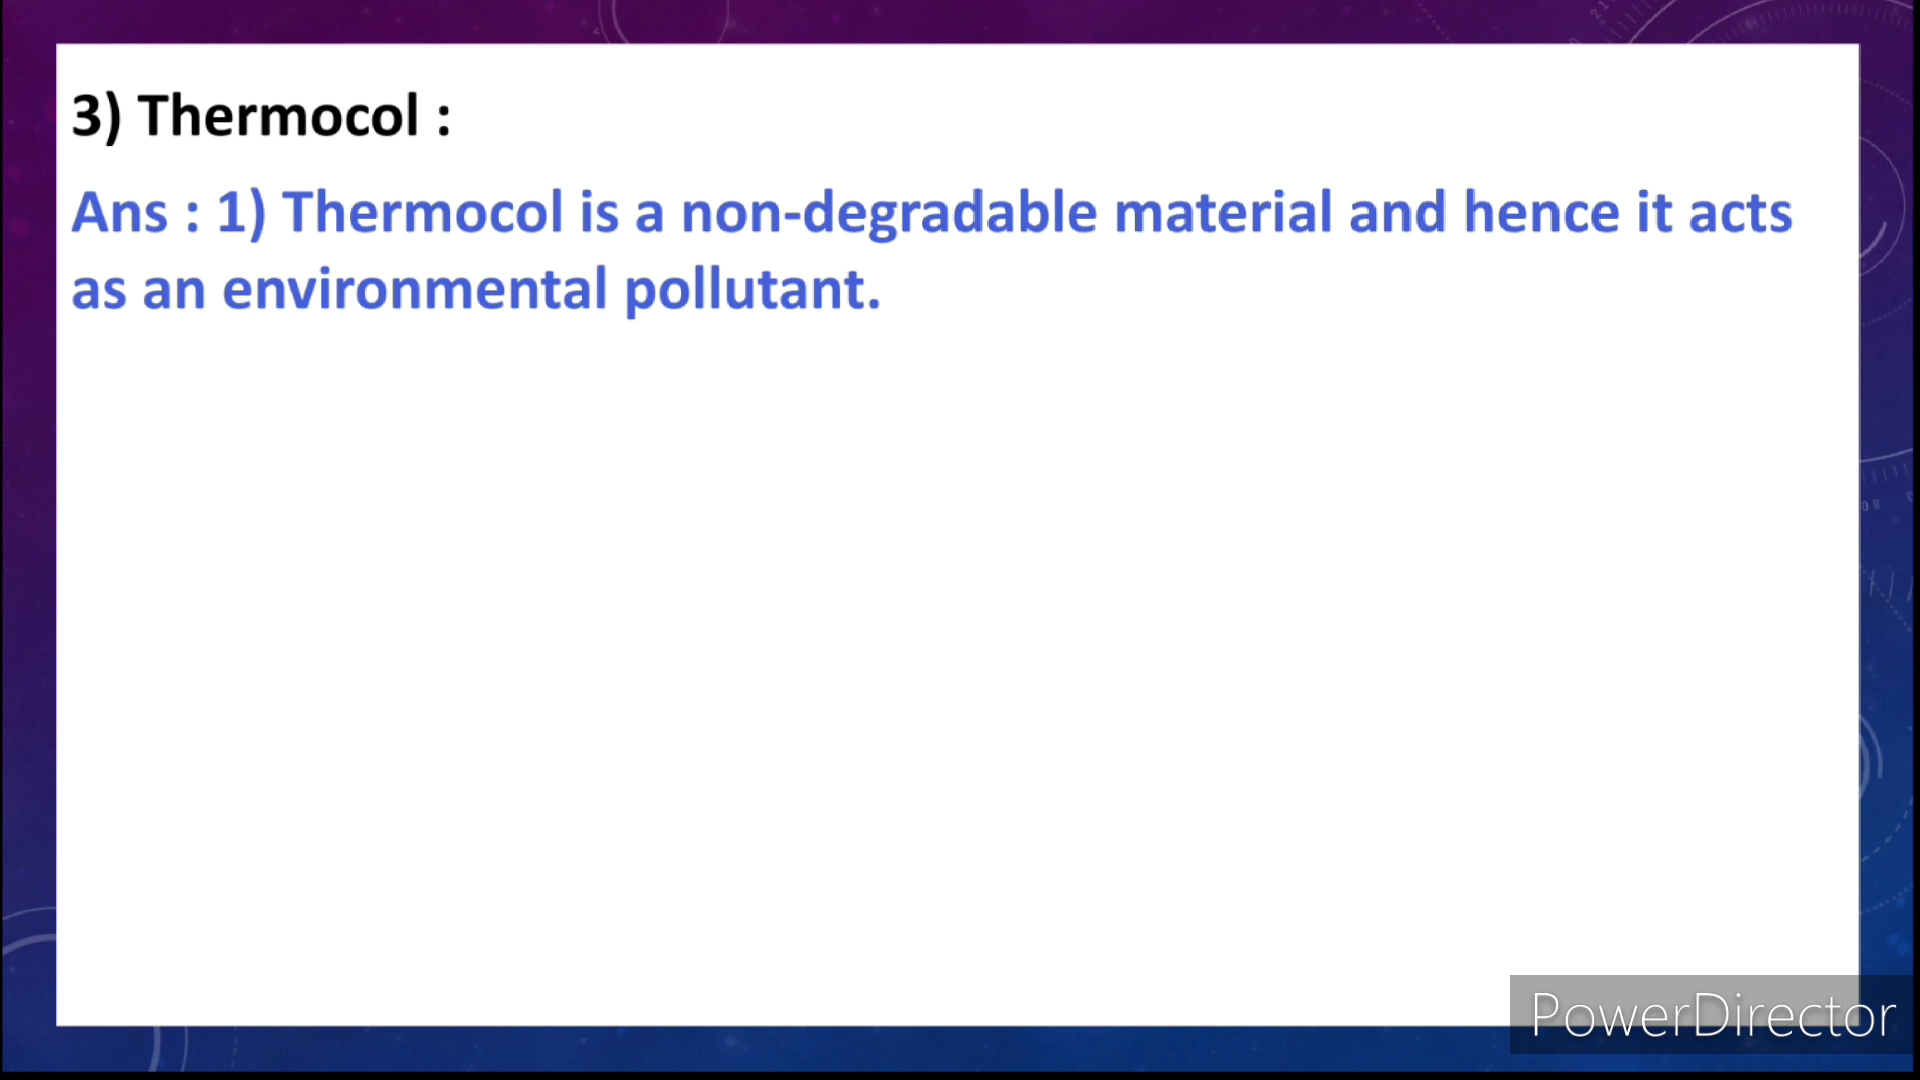 3) Thermocol :
Ans : 1) Thermocol is a non-degradable material and hence it acts
as an environmental pollutant.
PowerDirector